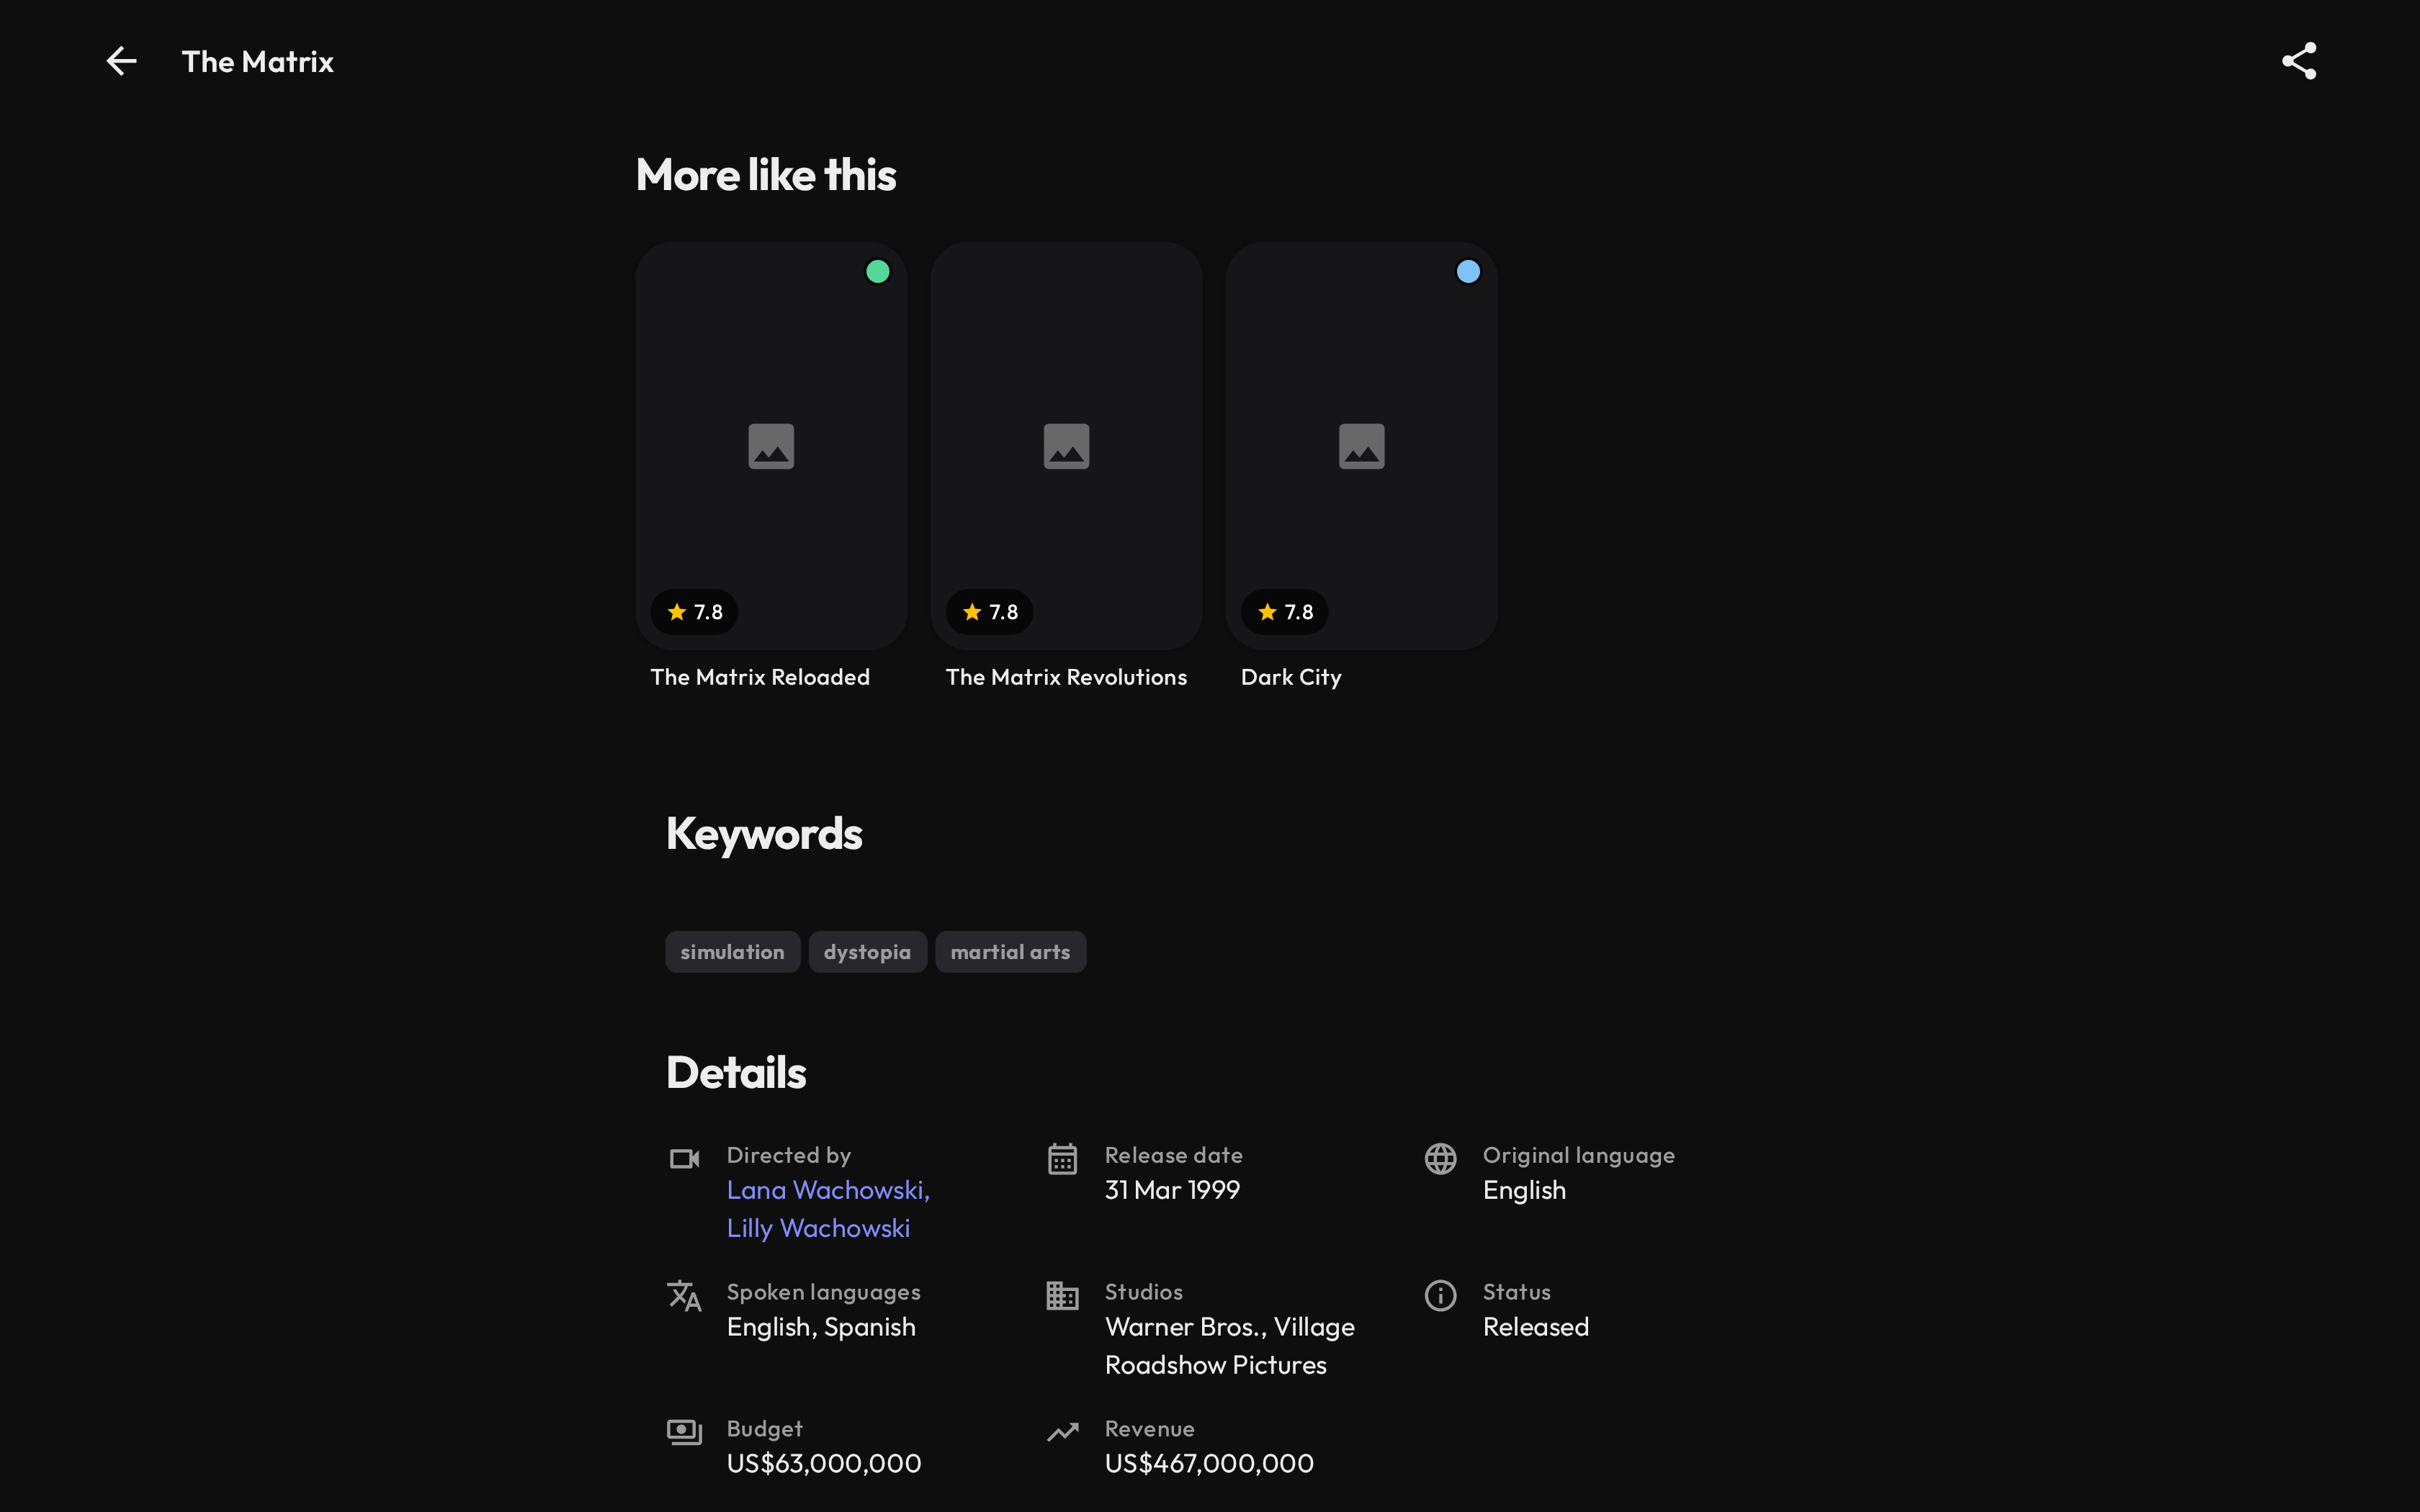 The Matrix
More like this
7.8
7.8
7.8
The Matrix Reloaded
The Matrix Revolutions
Dark City
Keywords
simulation
dystopia
martial arts
Details
Directed by
Lana Wachowski,
Lilly Wachowski
Release date
31 Mar 1999
Original language
English
Spoken languages
English, Spanish
Studios
Warner Bros., Village
Roadshow Pictures
Status
Released
Budget
US$63,000,000
Revenue
US$467,000,000